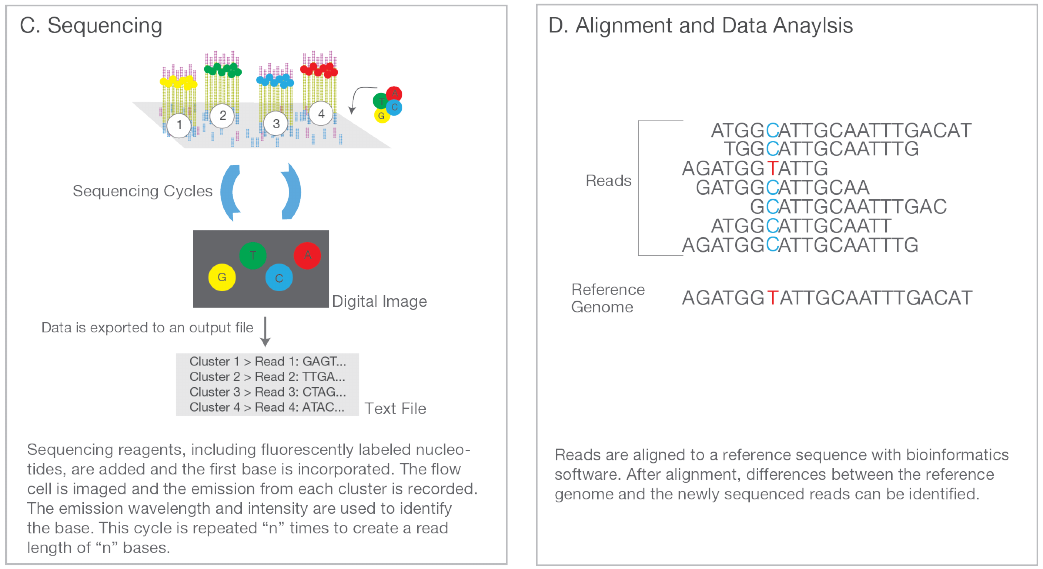 C. Sequencing
1
2
3
4
A
T
C
G
Sequencing Cycles
T
A
G
C
Digital Image
Data is exported to an output file
Cluster 1 > Read 1: GAGT...
Cluster 2 > Read 2: TTGA...
Cluster 3 > Read 3: CTAG...
Cluster 4 > Read 4: ATAC...
Text File
Sequencing reagents, including fluorescently labeled nucleo-
tides, are added and the first base is incorporated. The flow
cell is imaged and the emission from each cluster is recorded.
The emission wavelength and intensity are used to identify
the base. This cycle is repeated “n” times to create a read
length of “n” bases.
D. Alignment and Data Anaylsis
Reads
ATGGCATTGCAATTTGACAT
TGGCATTGCAATTTG
AGATGGTATTG
GATGGCATTGCAA
GCATTGCAATTTGAC
ATGGCATTGCAATT
AGATGGCATTGCAATTTG
Reference
Genome
AGATGGTATTGCAATTTGACAT
Reads are aligned to a reference sequence with bioinformatics
software. After alignment, differences between the reference
genome and the newly sequenced reads can be identified.